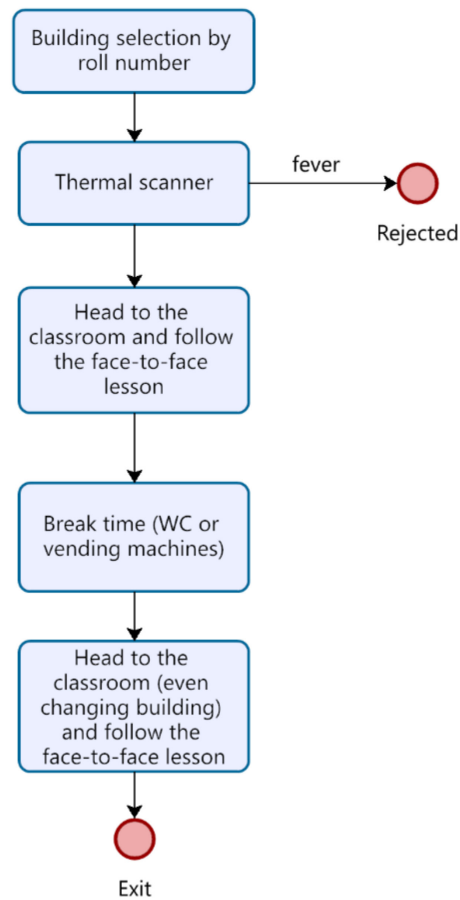 Building selection by
roll number
Thermal scanner
fever
Rejected
Head to the
classroom and follow
the face-to-face
lesson
Break time (WC or
vending machines)
Head to the
classroom (even
changing building)
and follow the
face-to-face lesson
Exit